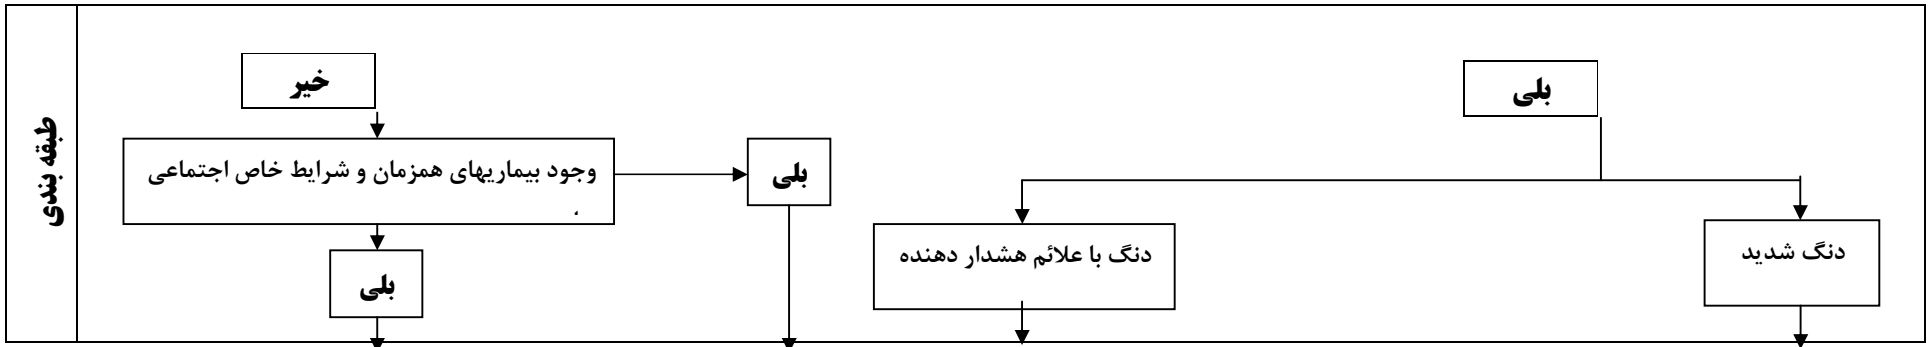 طبقه بندی
بلی
خیر
وجود بیماریهای همزمان و شرایط خاص اجتماعی
،
بلی
دنگ شدید
دنگ با علائم هشدار دهنده
بلی